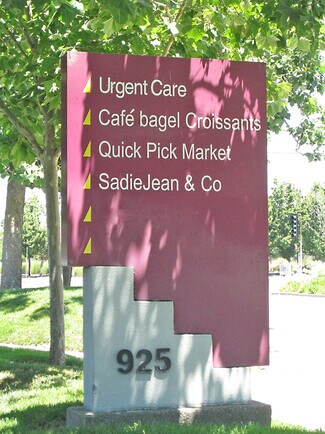 Urgent Care
Café bagel Croissants
Quick Pick Market
SadieJean & Co
925